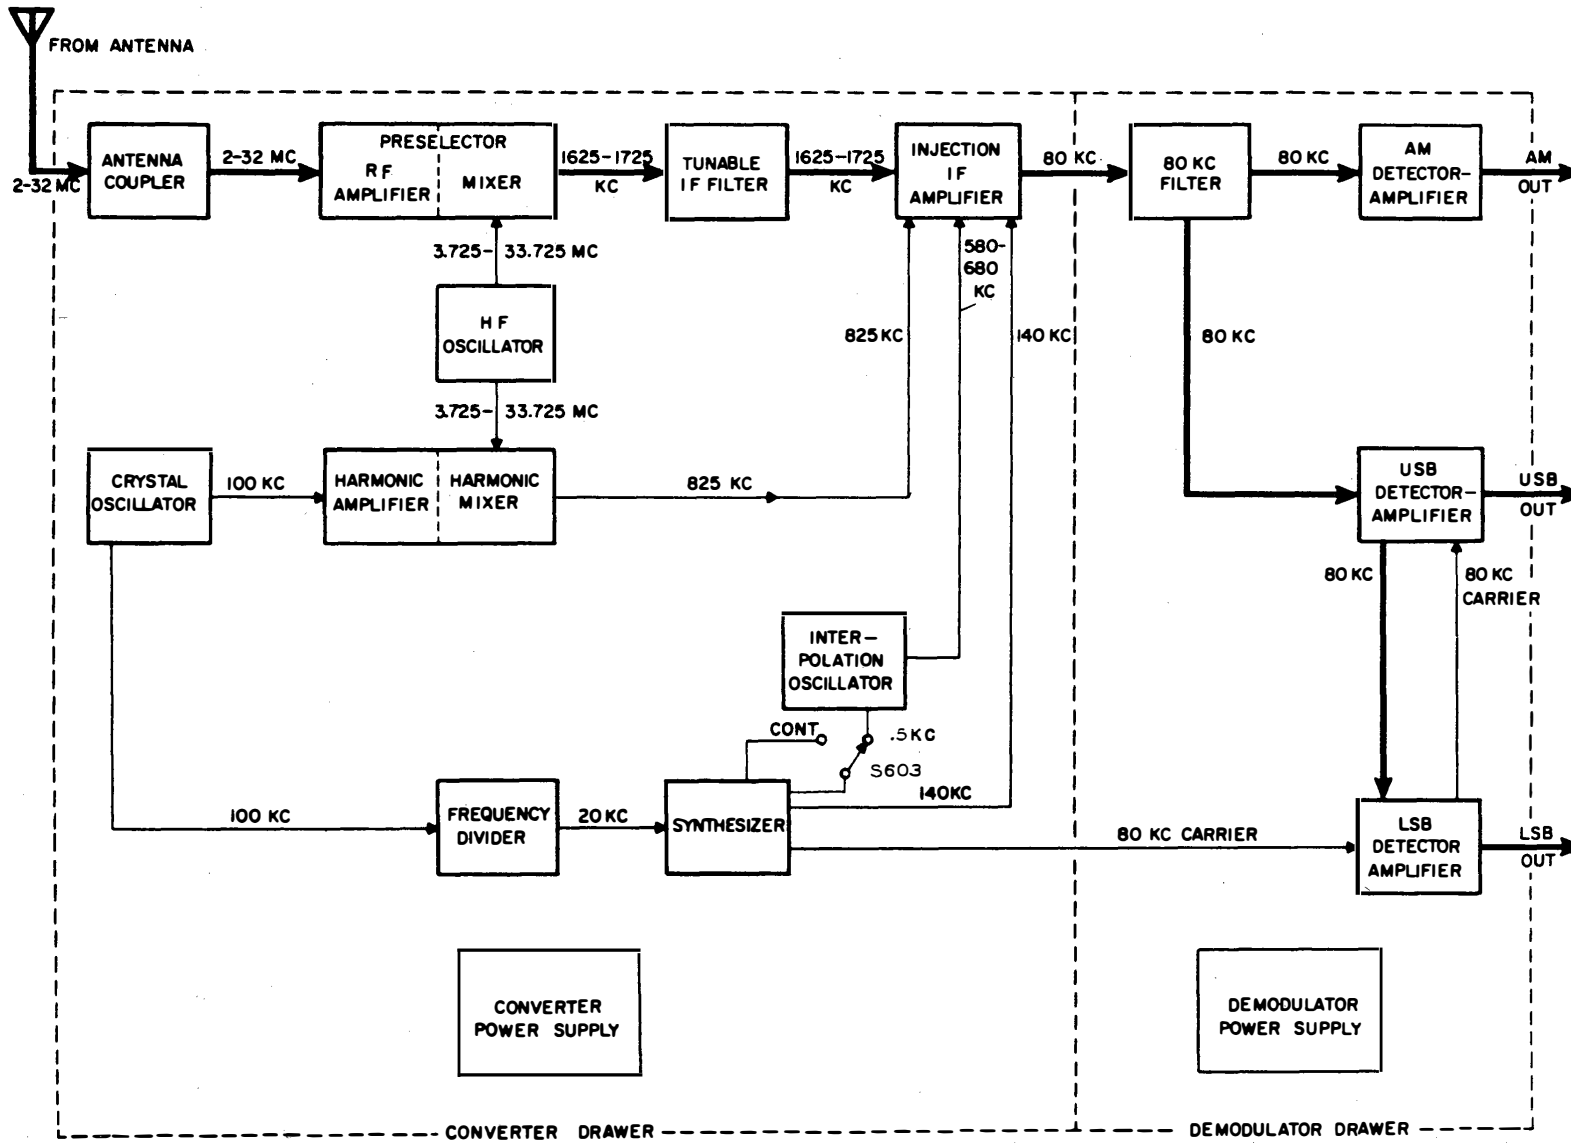 FROM ANTENNA
2-32 MC
ANTENNA
COUPLER
2-32 MC
PRESELECTOR
RF
AMPLIFIER
MIXER
1625-1725
KC
TUNABLE
IF FILTER
1625-1725
KC
INJECTION
IF
AMPLIFIER
80 KC
80 KC
FILTER
80 KC
AM
DETECTOR-
AMPLIFIER
AM
OUT
3.725- 33.725 MC
HF
OSCILLATOR
3.725- 33.725 MC
580-
680
KC
825 KC
140 KC
80 KC
CRYSTAL
OSCILLATOR
100 KC
HARMONIC
AMPLIFIER
HARMONIC
MIXER
825 KC
USB
DETECTOR-
AMPLIFIER
USB
OUT
80 KC
80 KC
CARRIER
INTER-
POLATION
OSCILLATOR
CONT
.5KC
S603
100 KC
FREQUENCY
DIVIDER
20 KC
SYNTHESIZER
140KC
80 KC CARRIER
LSB
DETECTOR
AMPLIFIER
LSB
OUT
CONVERTER
POWER SUPPLY
DEMODULATOR
POWER SUPPLY
CONVERTER DRAWER
DEMODULATOR DRAWER